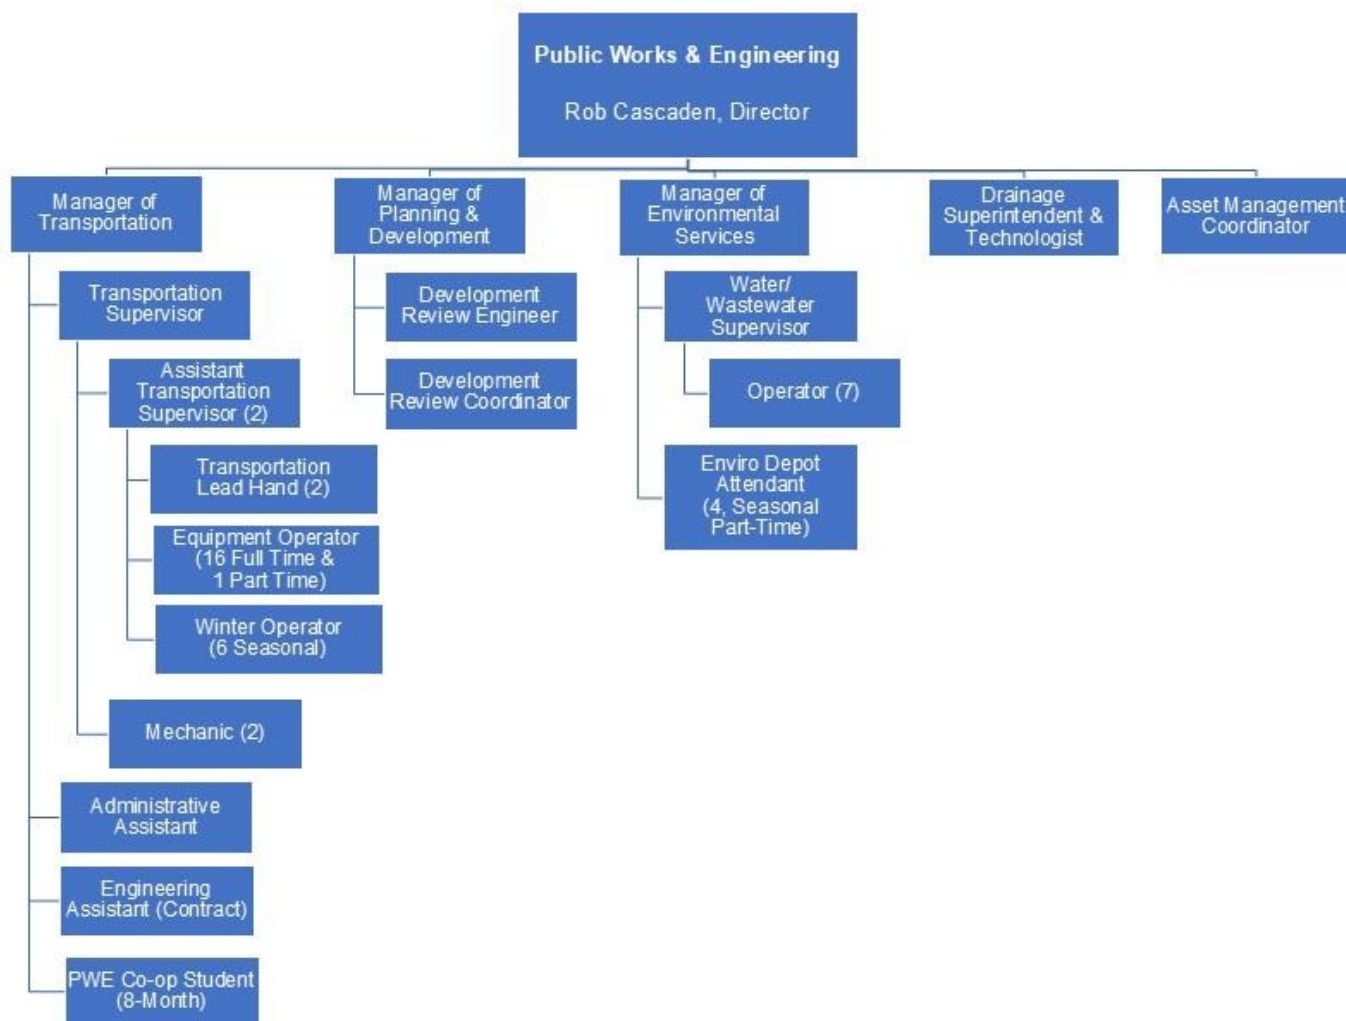 Public Works & Engineering
Rob Cascaden, Director
Manager of
Transportation
Manager of
Planning &
Development
Manager of
Environmental
Services
Drainage
Superintendent &
Technologist
Asset Management
Coordinator
Transportation
Supervisor
Assistant
Transportation
Supervisor (2)
Transportation
Lead Hand (2)
Equipment Operator
(16 Full Time &
1 Part Time)
Winter Operator
(6 Seasonal)
Mechanic (2)
Administrative
Assistant
Engineering
Assistant (Contract)
PWE Co-op Student
(8-Month)
Development
Review Engineer
Development
Review Coordinator
Water/
Wastewater
Supervisor
Operator (7)
Enviro Depot
Attendant
(4, Seasonal
Part-Time)